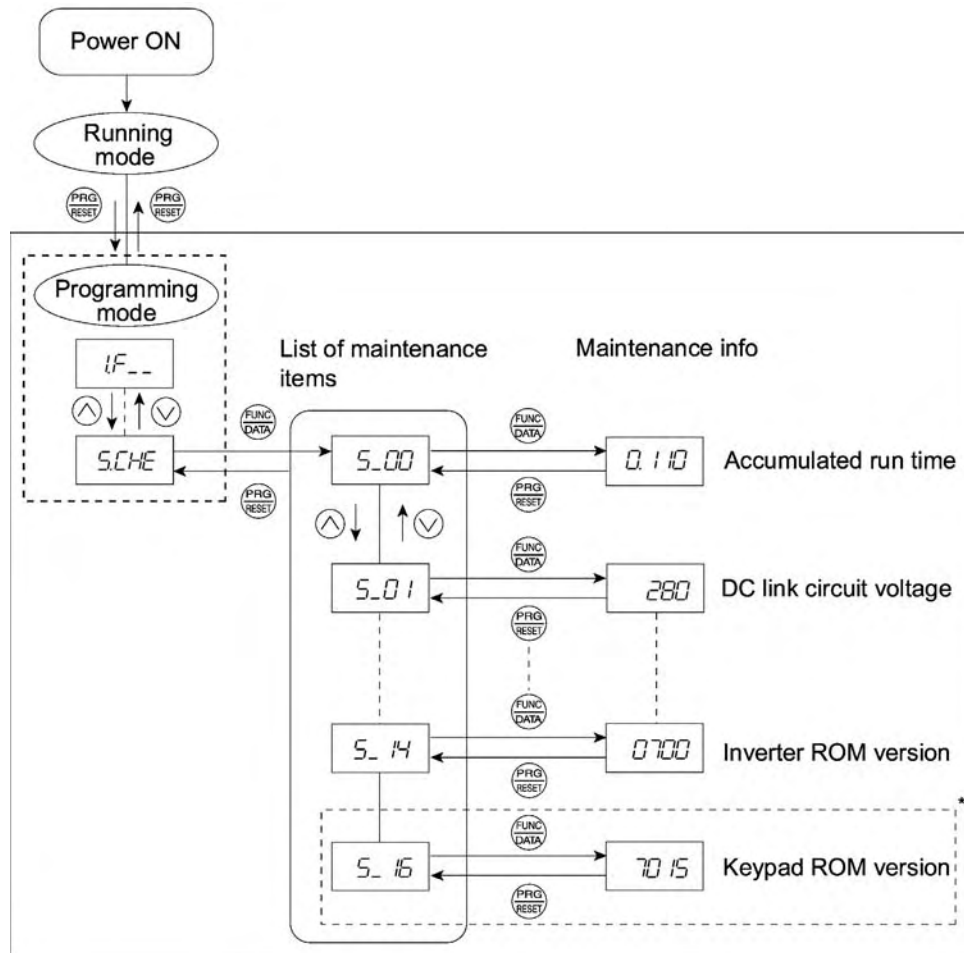 Power ON
Running
mode
PRG
RESET
PRG
RESET
Programming
mode
1.F_ _
5.CHE
FUNC
DATA
PRG
RESET
List of maintenance
items
Maintenance info
5_00
FUNC
DATA
PRG
RESET
0.110
Accumulated run time
5_01
FUNC
DATA
PRG
RESET
280
DC link circuit voltage
5_14
FUNC
DATA
PRG
RESET
0700
Inverter ROM version
*
5_16
FUNC
DATA
PRG
RESET
7015
Keypad ROM version